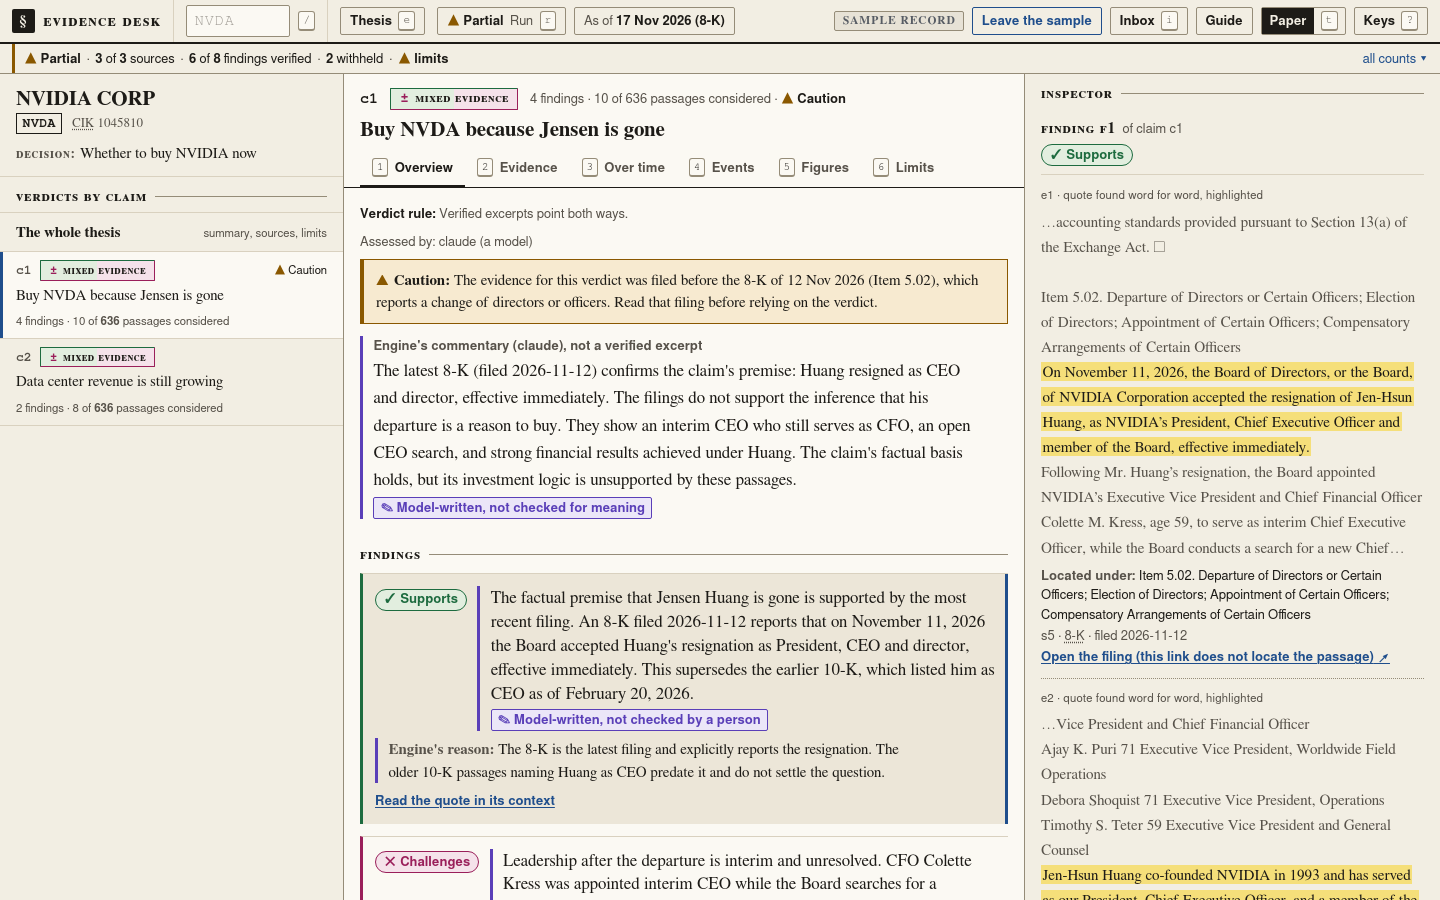 § EVIDENCE DESK
NVDA /
Thesis e
▲ Partial Run r
As of 17 Nov 2026 (8-K)
SAMPLE RECORD
Leave the sample
Inbox i
Guide
Paper t
Keys ?
▲ Partial · 3 of 3 sources · 6 of 8 findings verified · 2 withheld · ▲ limits
all counts ▾
NVIDIA CORP
NVDA CIK 1045810
DECISION: Whether to buy NVIDIA now
VERDICTS BY CLAIM
The whole thesis summary, sources, limits
c1 ± MIXED EVIDENCE ▲ Caution
Buy NVDA because Jensen is gone
4 findings · 10 of 636 passages considered
c2 ± MIXED EVIDENCE
Data center revenue is still growing
2 findings · 8 of 636 passages considered
c1 ± MIXED EVIDENCE 4 findings · 10 of 636 passages considered · ▲ Caution
Buy NVDA because Jensen is gone
1 Overview 2 Evidence 3 Over time 4 Events 5 Figures 6 Limits
Verdict rule: Verified excerpts point both ways.
Assessed by: claude (a model)
▲ Caution: The evidence for this verdict was filed before the 8-K of 12 Nov 2026 (Item 5.02), which
reports a change of directors or officers. Read that filing before relying on the verdict.
Engine's commentary (claude), not a verified excerpt
The latest 8-K (filed 2026-11-12) confirms the claim's premise: Huang resigned as CEO
and director, effective immediately. The filings do not support the inference that his
departure is a reason to buy. They show an interim CEO who still serves as CFO, an open
CEO search, and strong financial results achieved under Huang. The claim's factual basis
holds, but its investment logic is unsupported by these passages.
✎ Model-written, not checked for meaning
FINDINGS
✓ Supports
The factual premise that Jensen Huang is gone is supported by the most
recent filing. An 8-K filed 2026-11-12 reports that on November 11, 2026
the Board accepted Huang's resignation as President, CEO and director,
effective immediately. This supersedes the earlier 10-K, which listed him as
CEO as of February 20, 2026.
✎ Model-written, not checked by a person
Engine's reason: The 8-K is the latest filing and explicitly reports the resignation. The
older 10-K passages naming Huang as CEO predate it and do not settle the question.
Read the quote in its context
✕ Challenges
Leadership after the departure is interim and unresolved. CFO Colette
Kress was appointed interim CEO while the Board searches for a
INSPECTOR
FINDING F1 of claim c1
✓ Supports
e1 · quote found word for word, highlighted
…accounting standards provided pursuant to Section 13(a) of
the Exchange Act. ☐
Item 5.02. Departure of Directors or Certain Officers; Election
of Directors; Appointment of Certain Officers; Compensatory
Arrangements of Certain Officers
On November 11, 2026, the Board of Directors, or the Board,
of NVIDIA Corporation accepted the resignation of Jen-Hsun
Huang, as NVIDIA's President, Chief Executive Officer and
member of the Board, effective immediately.
Following Mr. Huang's resignation, the Board appointed
NVIDIA's Executive Vice President and Chief Financial Officer
Colette M. Kress, age 59, to serve as interim Chief Executive
Officer, while the Board conducts a search for a new Chief…
Located under: Item 5.02. Departure of Directors or Certain
Officers; Election of Directors; Appointment of Certain Officers;
Compensatory Arrangements of Certain Officers
s5 · 8-K · filed 2026-11-12
Open the filing (this link does not locate the passage) ↗
e2 · quote found word for word, highlighted
…Vice President and Chief Financial Officer
Ajay K. Puri 71 Executive Vice President, Worldwide Field
Operations
Debora Shoquist 71 Executive Vice President, Operations
Timothy S. Teter 59 Executive Vice President and General
Counsel
Jen-Hsun Huang co-founded NVIDIA in 1993 and has served
as our President, Chief Executive Officer, and a member of the